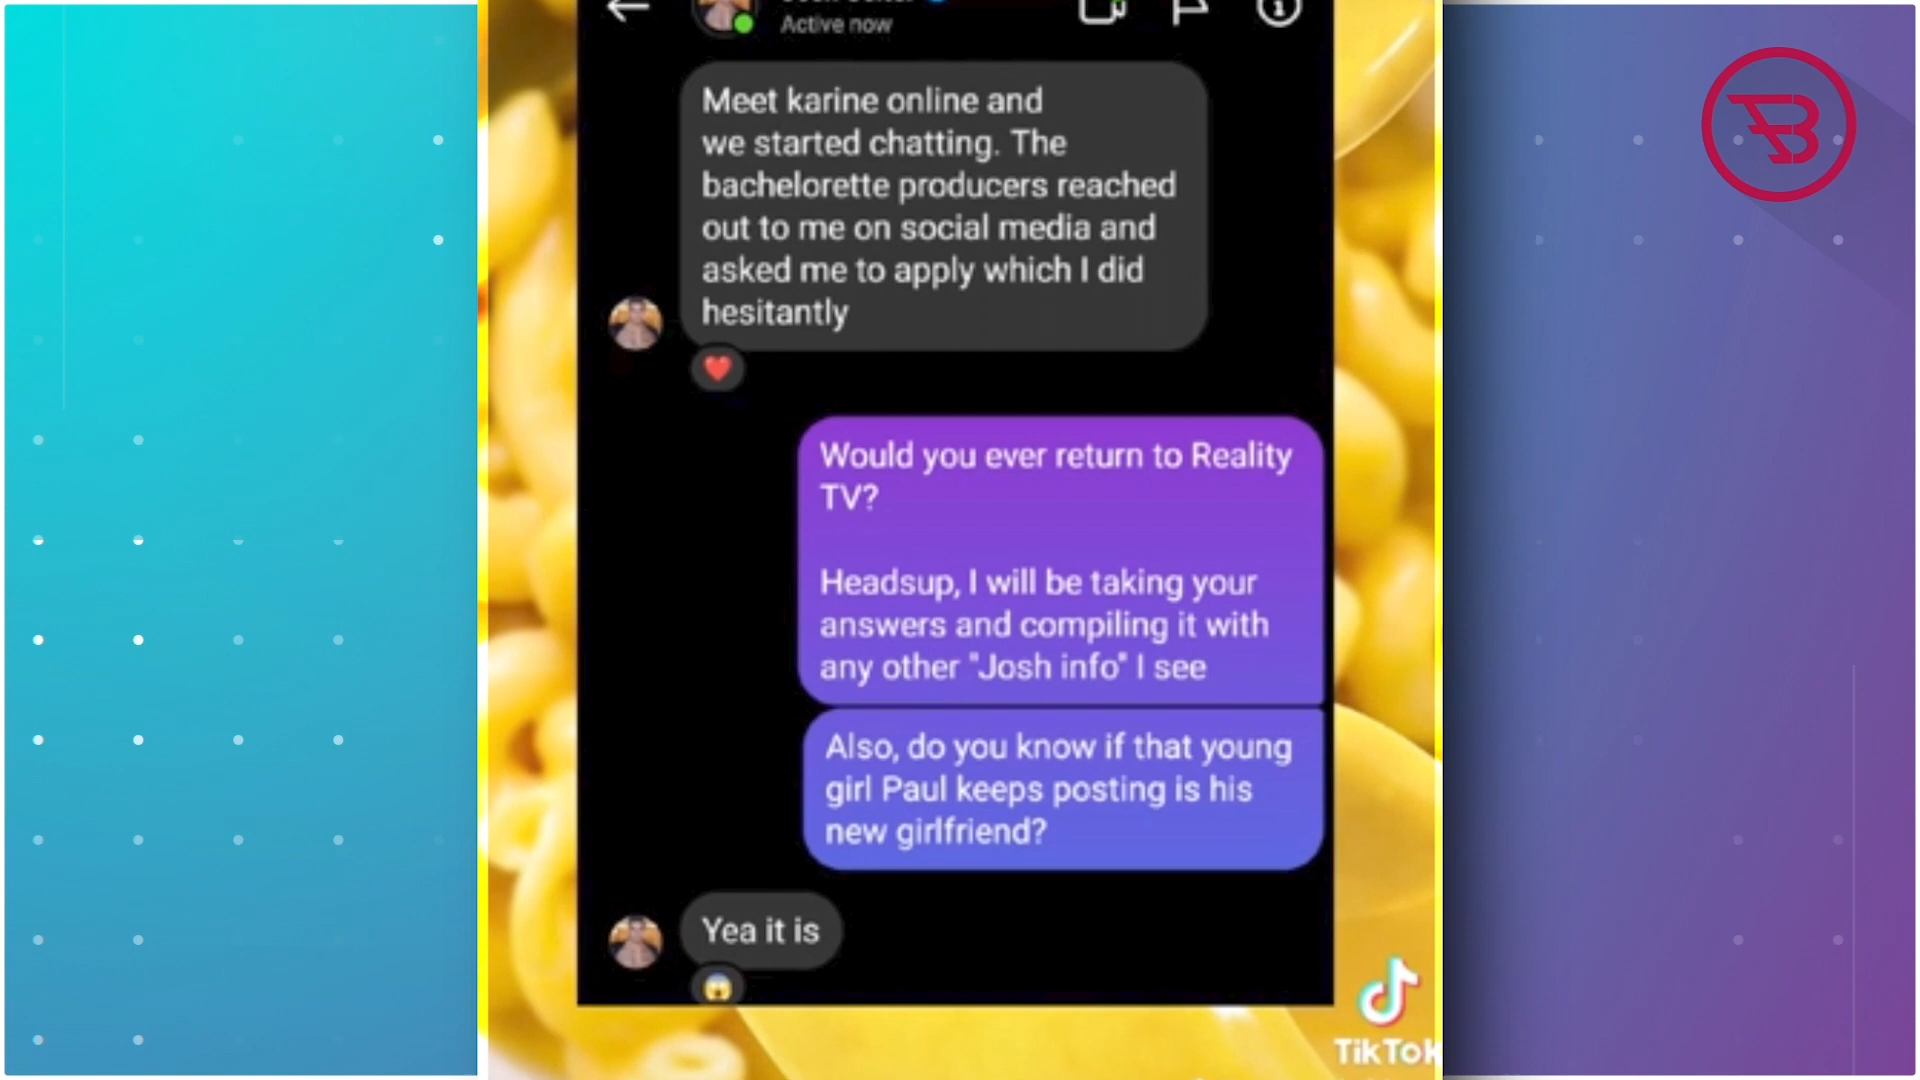 Active now
Meet karine online and
we started chatting. The
bachelorette producers reached
out to me on social media and
asked me to apply which I did
hesitantly
Would you ever return to Reality
TV?
Headsup, I will be taking your
answers and compiling it with
any other "Josh info" I see
Also, do you know if that young
girl Paul keeps posting is his
new girlfriend?
Yea it is
TikTok